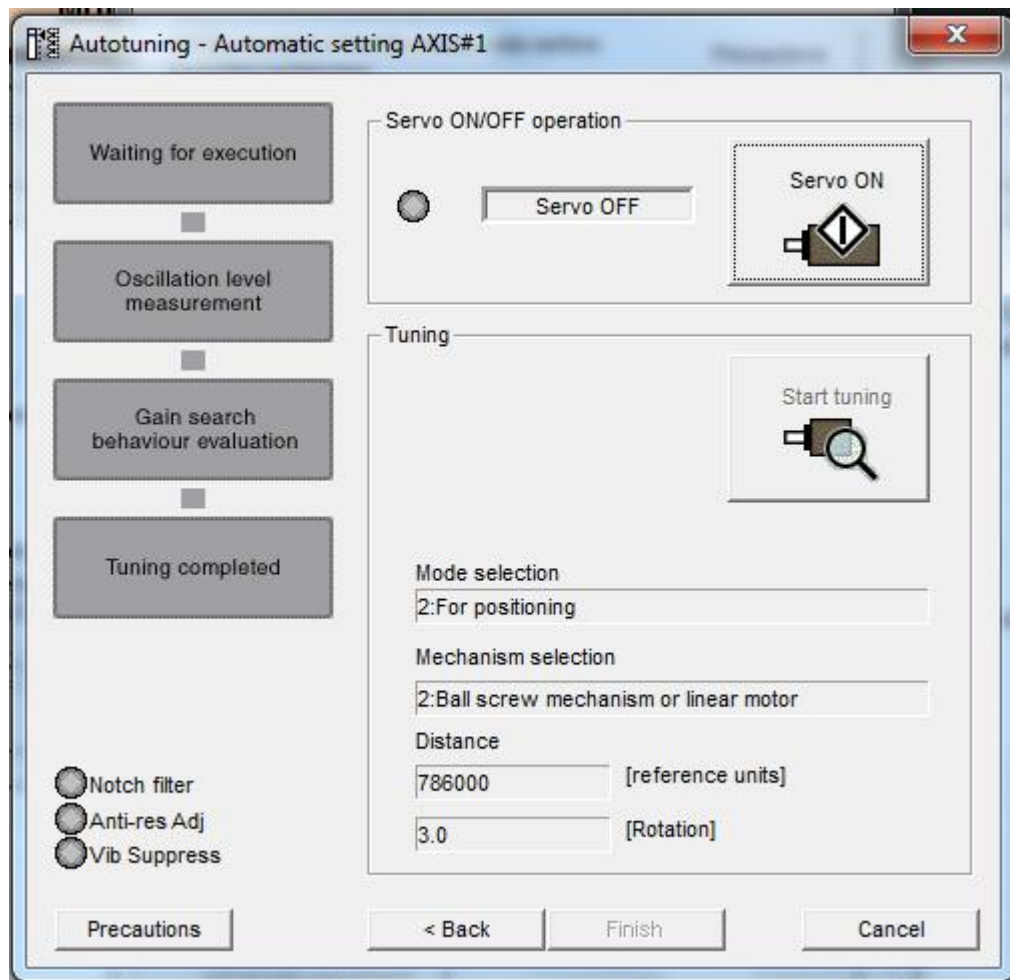 Autotuning - Automatic setting AXIS#1
Waiting for execution
Oscillation level
measurement
Gain search
behaviour evaluation
Tuning completed
Notch filter
Anti-res Adj
Vib Suppress
Servo ON/OFF operation
Servo OFF
Servo ON
Tuning
Start tuning
Mode selection
2:For positioning
Mechanism selection
2:Ball screw mechanism or linear motor
Distance
786000 [reference units]
3.0 [Rotation]
Precautions
< Back
Finish
Cancel